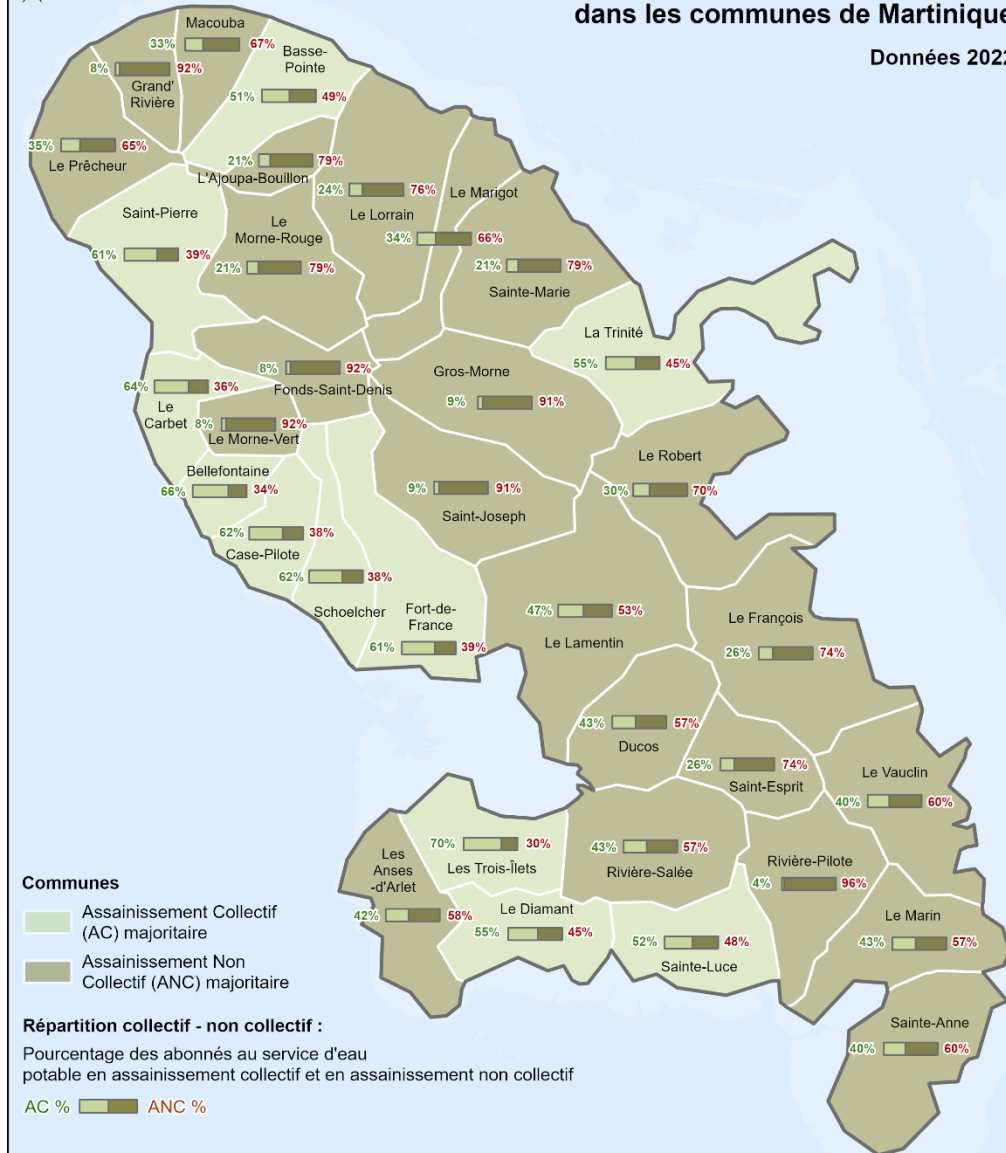 dans les communes de Martinique
Données 2022
Macouba
33% 67%
Basse-
Pointe
51% 49%
8% 92%
Grand'
Rivière
35% 65%
Le Prêcheur
21% 79%
L'Ajoupa-Bouillon
24% 76%
Le Lorrain
Le Marigot
34% 66%
Saint-Pierre
61% 39%
Le
Morne-Rouge
21% 79%
21% 79%
Sainte-Marie
La Trinité
55% 45%
8% 92%
Fonds-Saint-Denis
Gros-Morne
9% 91%
64% 36%
Le
Carbet
8% 92%
Le Morne-Vert
Bellefontaine
66% 34%
Le Robert
30% 70%
9% 91%
Saint-Joseph
62% 38%
Case-Pilote
62% 38%
Schoelcher
Fort-de-
France
61% 39%
47% 53%
Le Lamentin
Le François
26% 74%
43% 57%
Ducos
26% 74%
Saint-Esprit
Le Vauclin
40% 60%
70% 30%
Les Trois-Îlets
43% 57%
Rivière-Salée
Rivière-Pilote
4% 96%
Les
Anses
-d'Arlet
42% 58%
Le Diamant
55% 45%
52% 48%
Sainte-Luce
Le Marin
43% 57%
Sainte-Anne
40% 60%
Communes
Assainissement Collectif
(AC) majoritaire
Assainissement Non
Collectif (ANC) majoritaire
Répartition collectif - non collectif :
Pourcentage des abonnés au service d'eau
potable en assainissement collectif et en assainissement non collectif
AC % ANC %